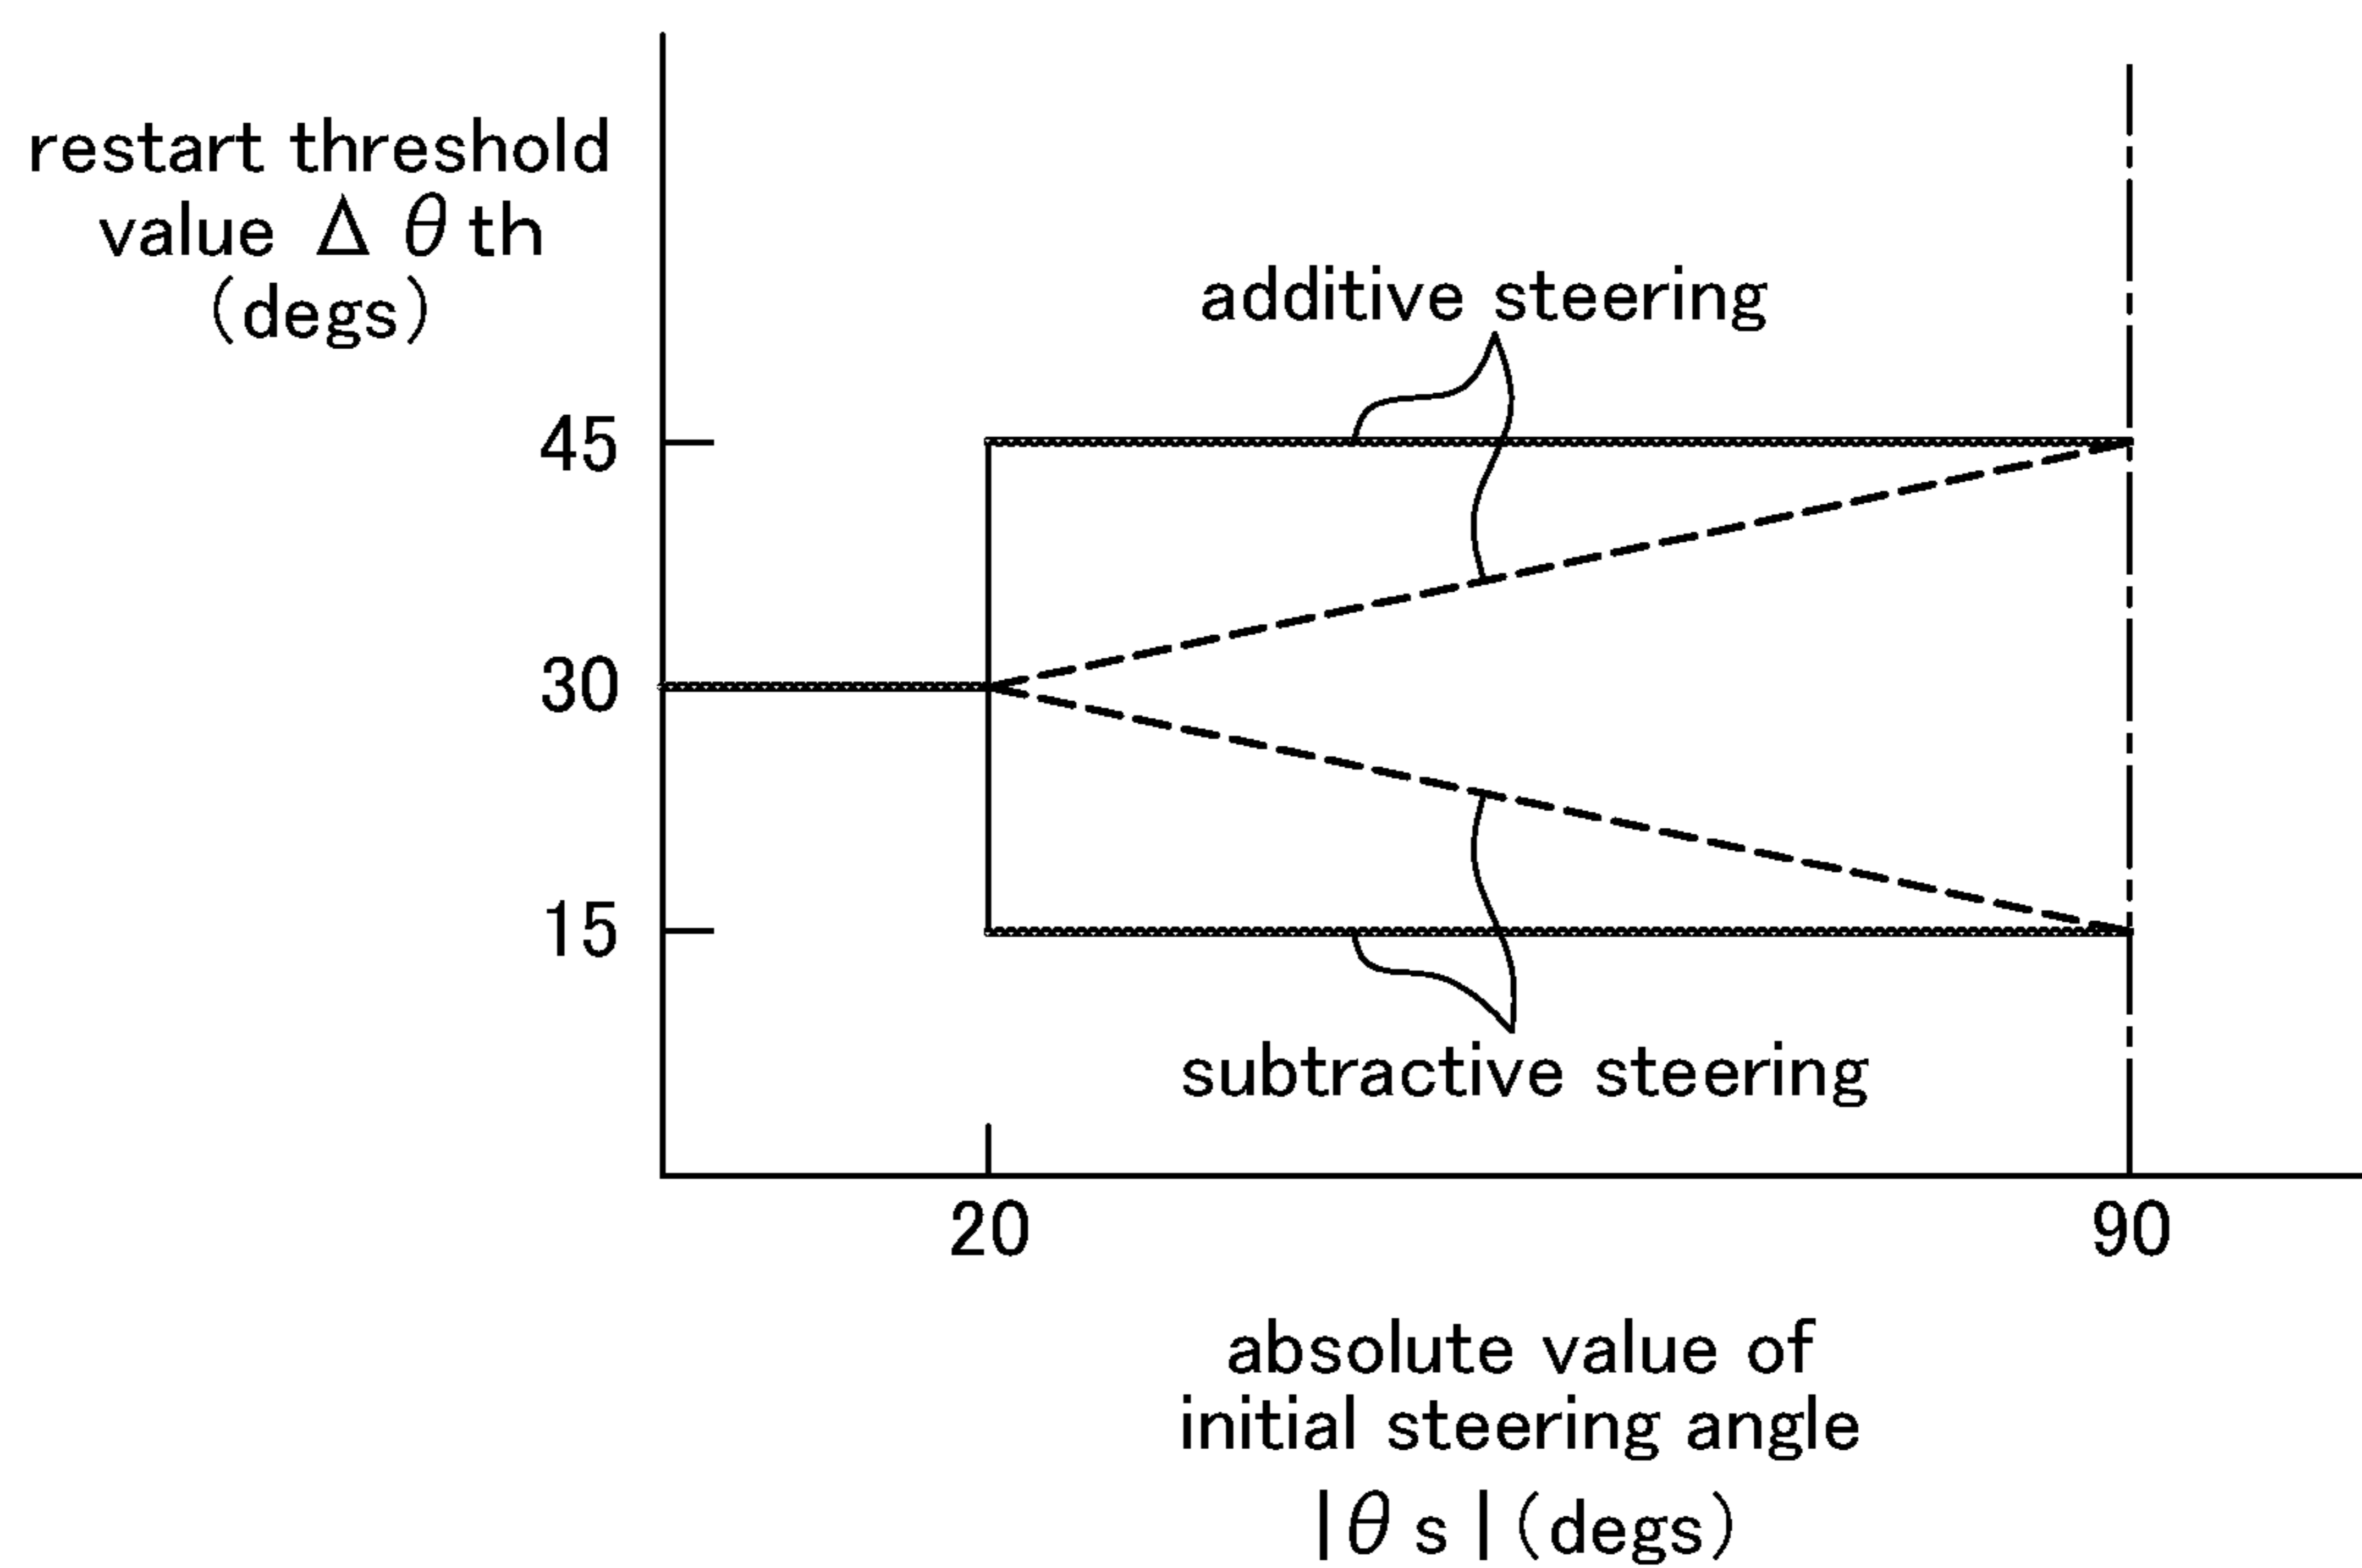 restart threshold
value Δ θ th
(degs)
additive steering
45
30
15
subtractive steering
20
90
absolute value of
initial steering angle
|θ s|(degs)